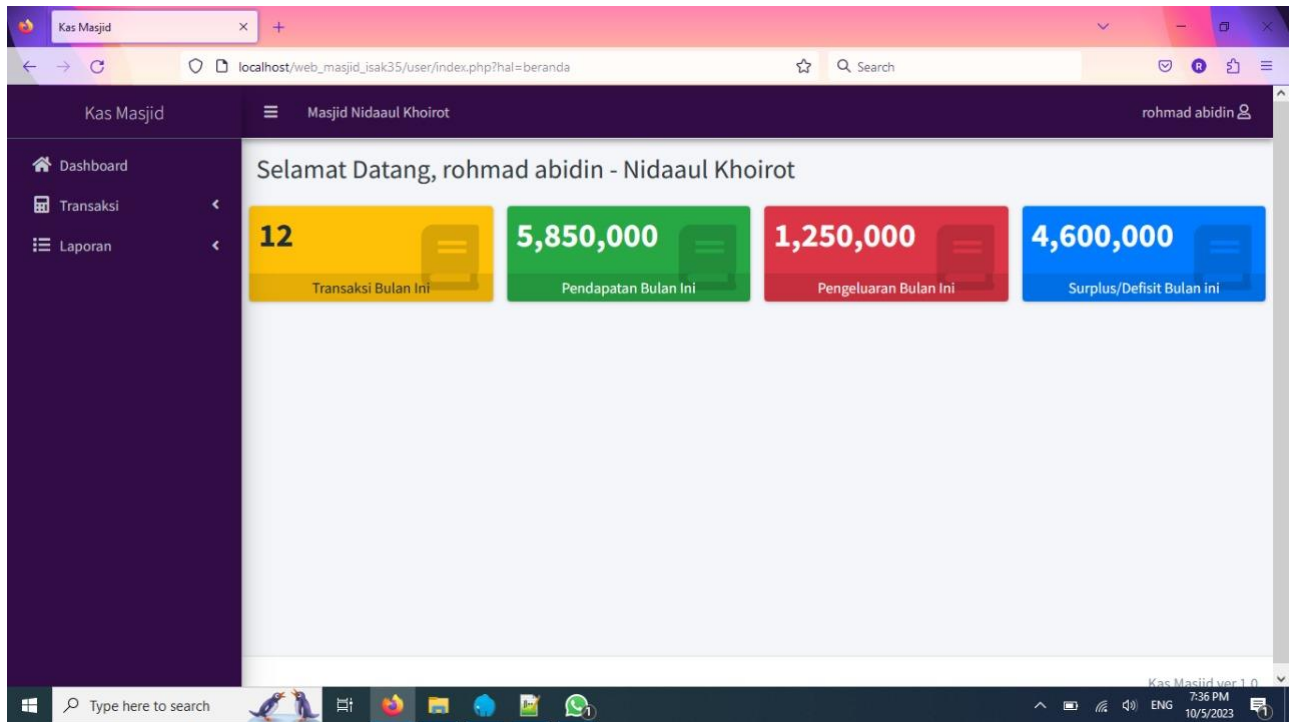 Kas Masjid
localhost/web_masjid_isak35/user/index.php?hal=beranda
Search
R
Kas Masjid
Masjid Nidaaul Khoirot
rohmad abidin
Dashboard
Transaksi
Laporan
Selamat Datang, rohmad abidin - Nidaaul Khoirot
12
Transaksi Bulan Ini
5,850,000
Pendapatan Bulan Ini
1,250,000
Pengeluaran Bulan Ini
4,600,000
Surplus/Defisit Bulan ini
Kas Masjid ver 1.0
Type here to search
1
ENG
7:36 PM
10/5/2023
1